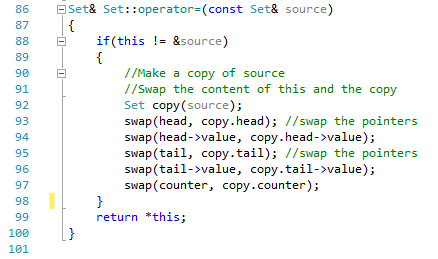 86 Set& Set::operator=(const Set& source)
87 {
88 if(this != &source)
89 {
90 //Make a copy of source
91 //Swap the content of this and the copy
92 Set copy(source);
93 swap(head, copy.head); //swap the pointers
94 swap(head->value, copy.head->value);
95 swap(tail, copy.tail); //swap the pointers
96 swap(tail->value, copy.tail->value);
97 swap(counter, copy.counter);
98 }
99 return *this;
100 }
101